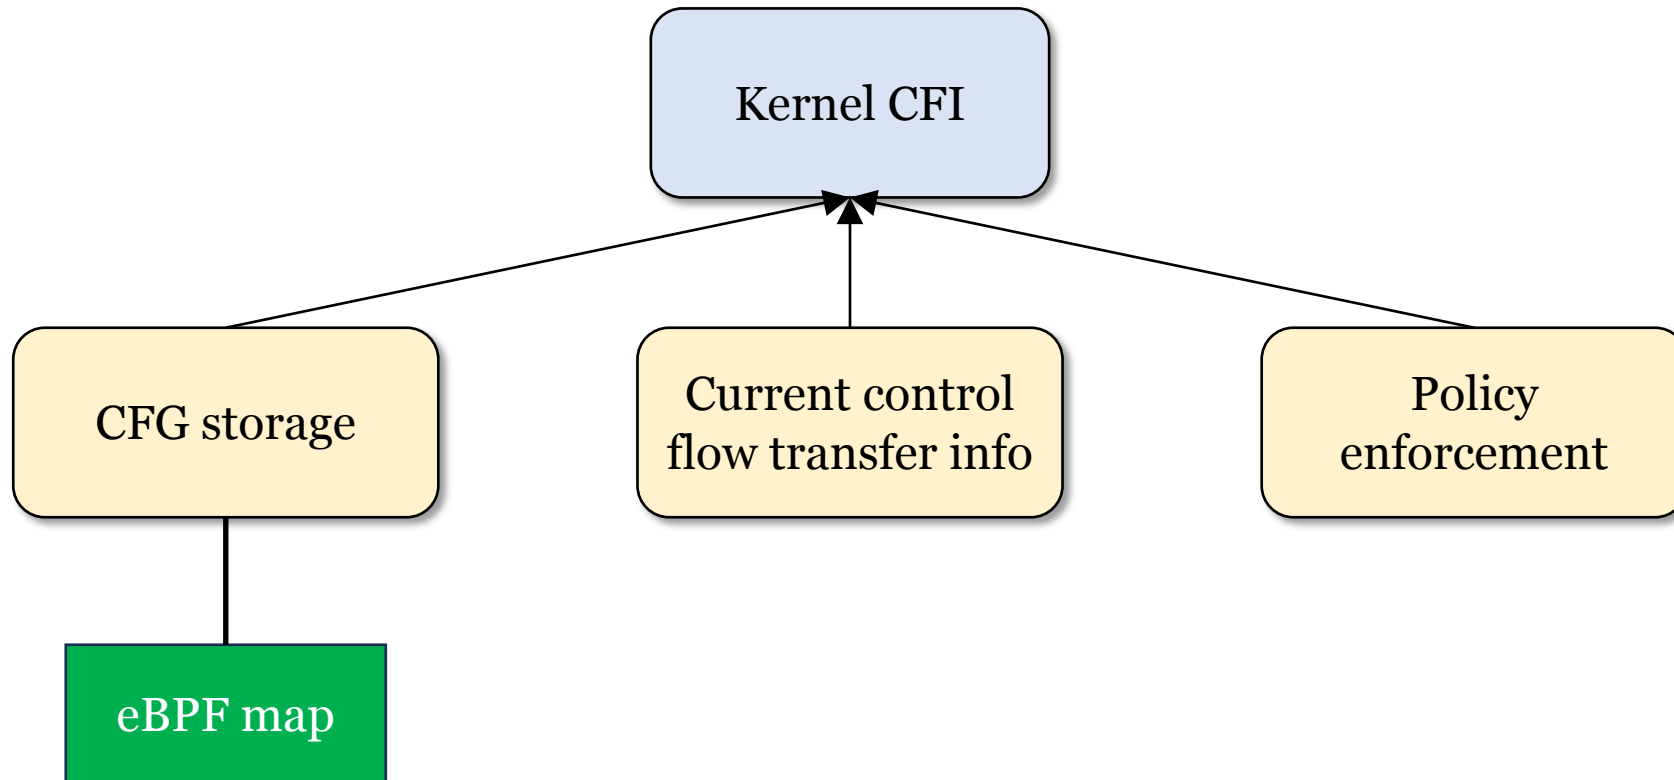 Kernel CFI
CFG storage
Current control
flow transfer info
Policy
enforcement
eBPF map